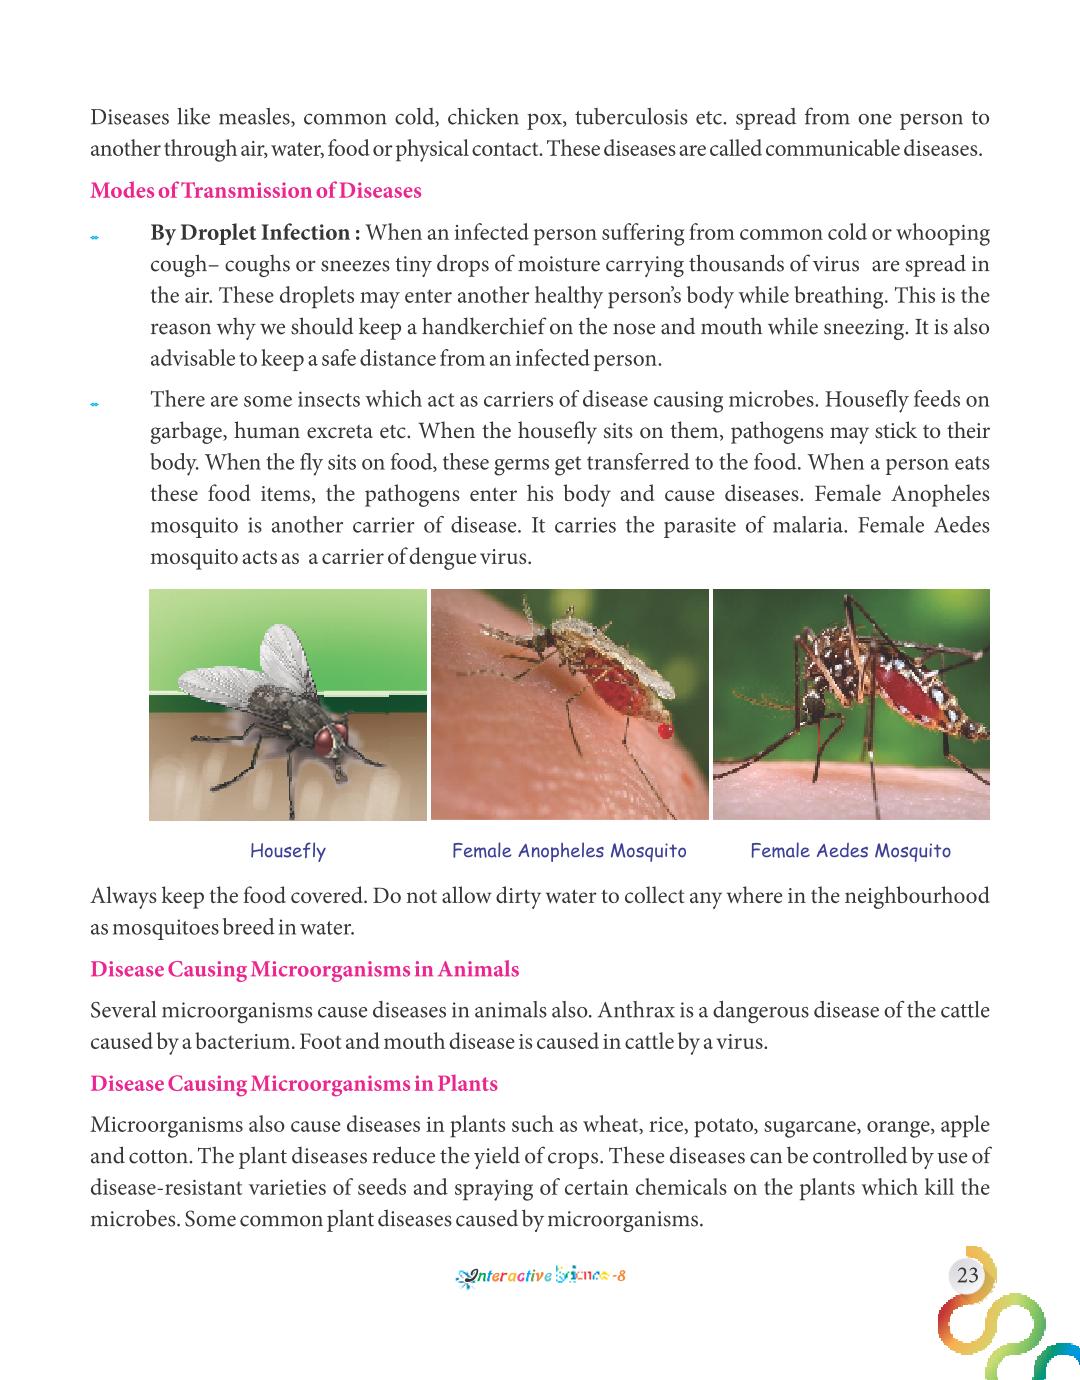 Diseases like measles, common cold, chicken pox, tuberculosis etc. spread from one person to
another through air, water, food or physical contact. These diseases are called communicable diseases.
Modes of Transmission of Diseases
By Droplet Infection : When an infected person suffering from common cold or whooping
cough– coughs or sneezes tiny drops of moisture carrying thousands of virus are spread in
the air. These droplets may enter another healthy person's body while breathing. This is the
reason why we should keep a handkerchief on the nose and mouth while sneezing. It is also
advisable to keep a safe distance from an infected person.
There are some insects which act as carriers of disease causing microbes. Housefly feeds on
garbage, human excreta etc. When the housefly sits on them, pathogens may stick to their
body. When the fly sits on food, these germs get transferred to the food. When a person eats
these food items, the pathogens enter his body and cause diseases. Female Anopheles
mosquito is another carrier of disease. It carries the parasite of malaria. Female Aedes
mosquito acts as a carrier of dengue virus.
Housefly Female Anopheles Mosquito Female Aedes Mosquito
Always keep the food covered. Do not allow dirty water to collect any where in the neighbourhood
as mosquitoes breed in water.
Disease Causing Microorganisms in Animals
Several microorganisms cause diseases in animals also. Anthrax is a dangerous disease of the cattle
caused by a bacterium. Foot and mouth disease is caused in cattle by a virus.
Disease Causing Microorganisms in Plants
Microorganisms also cause diseases in plants such as wheat, rice, potato, sugarcane, orange, apple
and cotton. The plant diseases reduce the yield of crops. These diseases can be controlled by use of
disease-resistant varieties of seeds and spraying of certain chemicals on the plants which kill the
microbes. Some common plant diseases caused by microorganisms.
Interactive Science-8
23